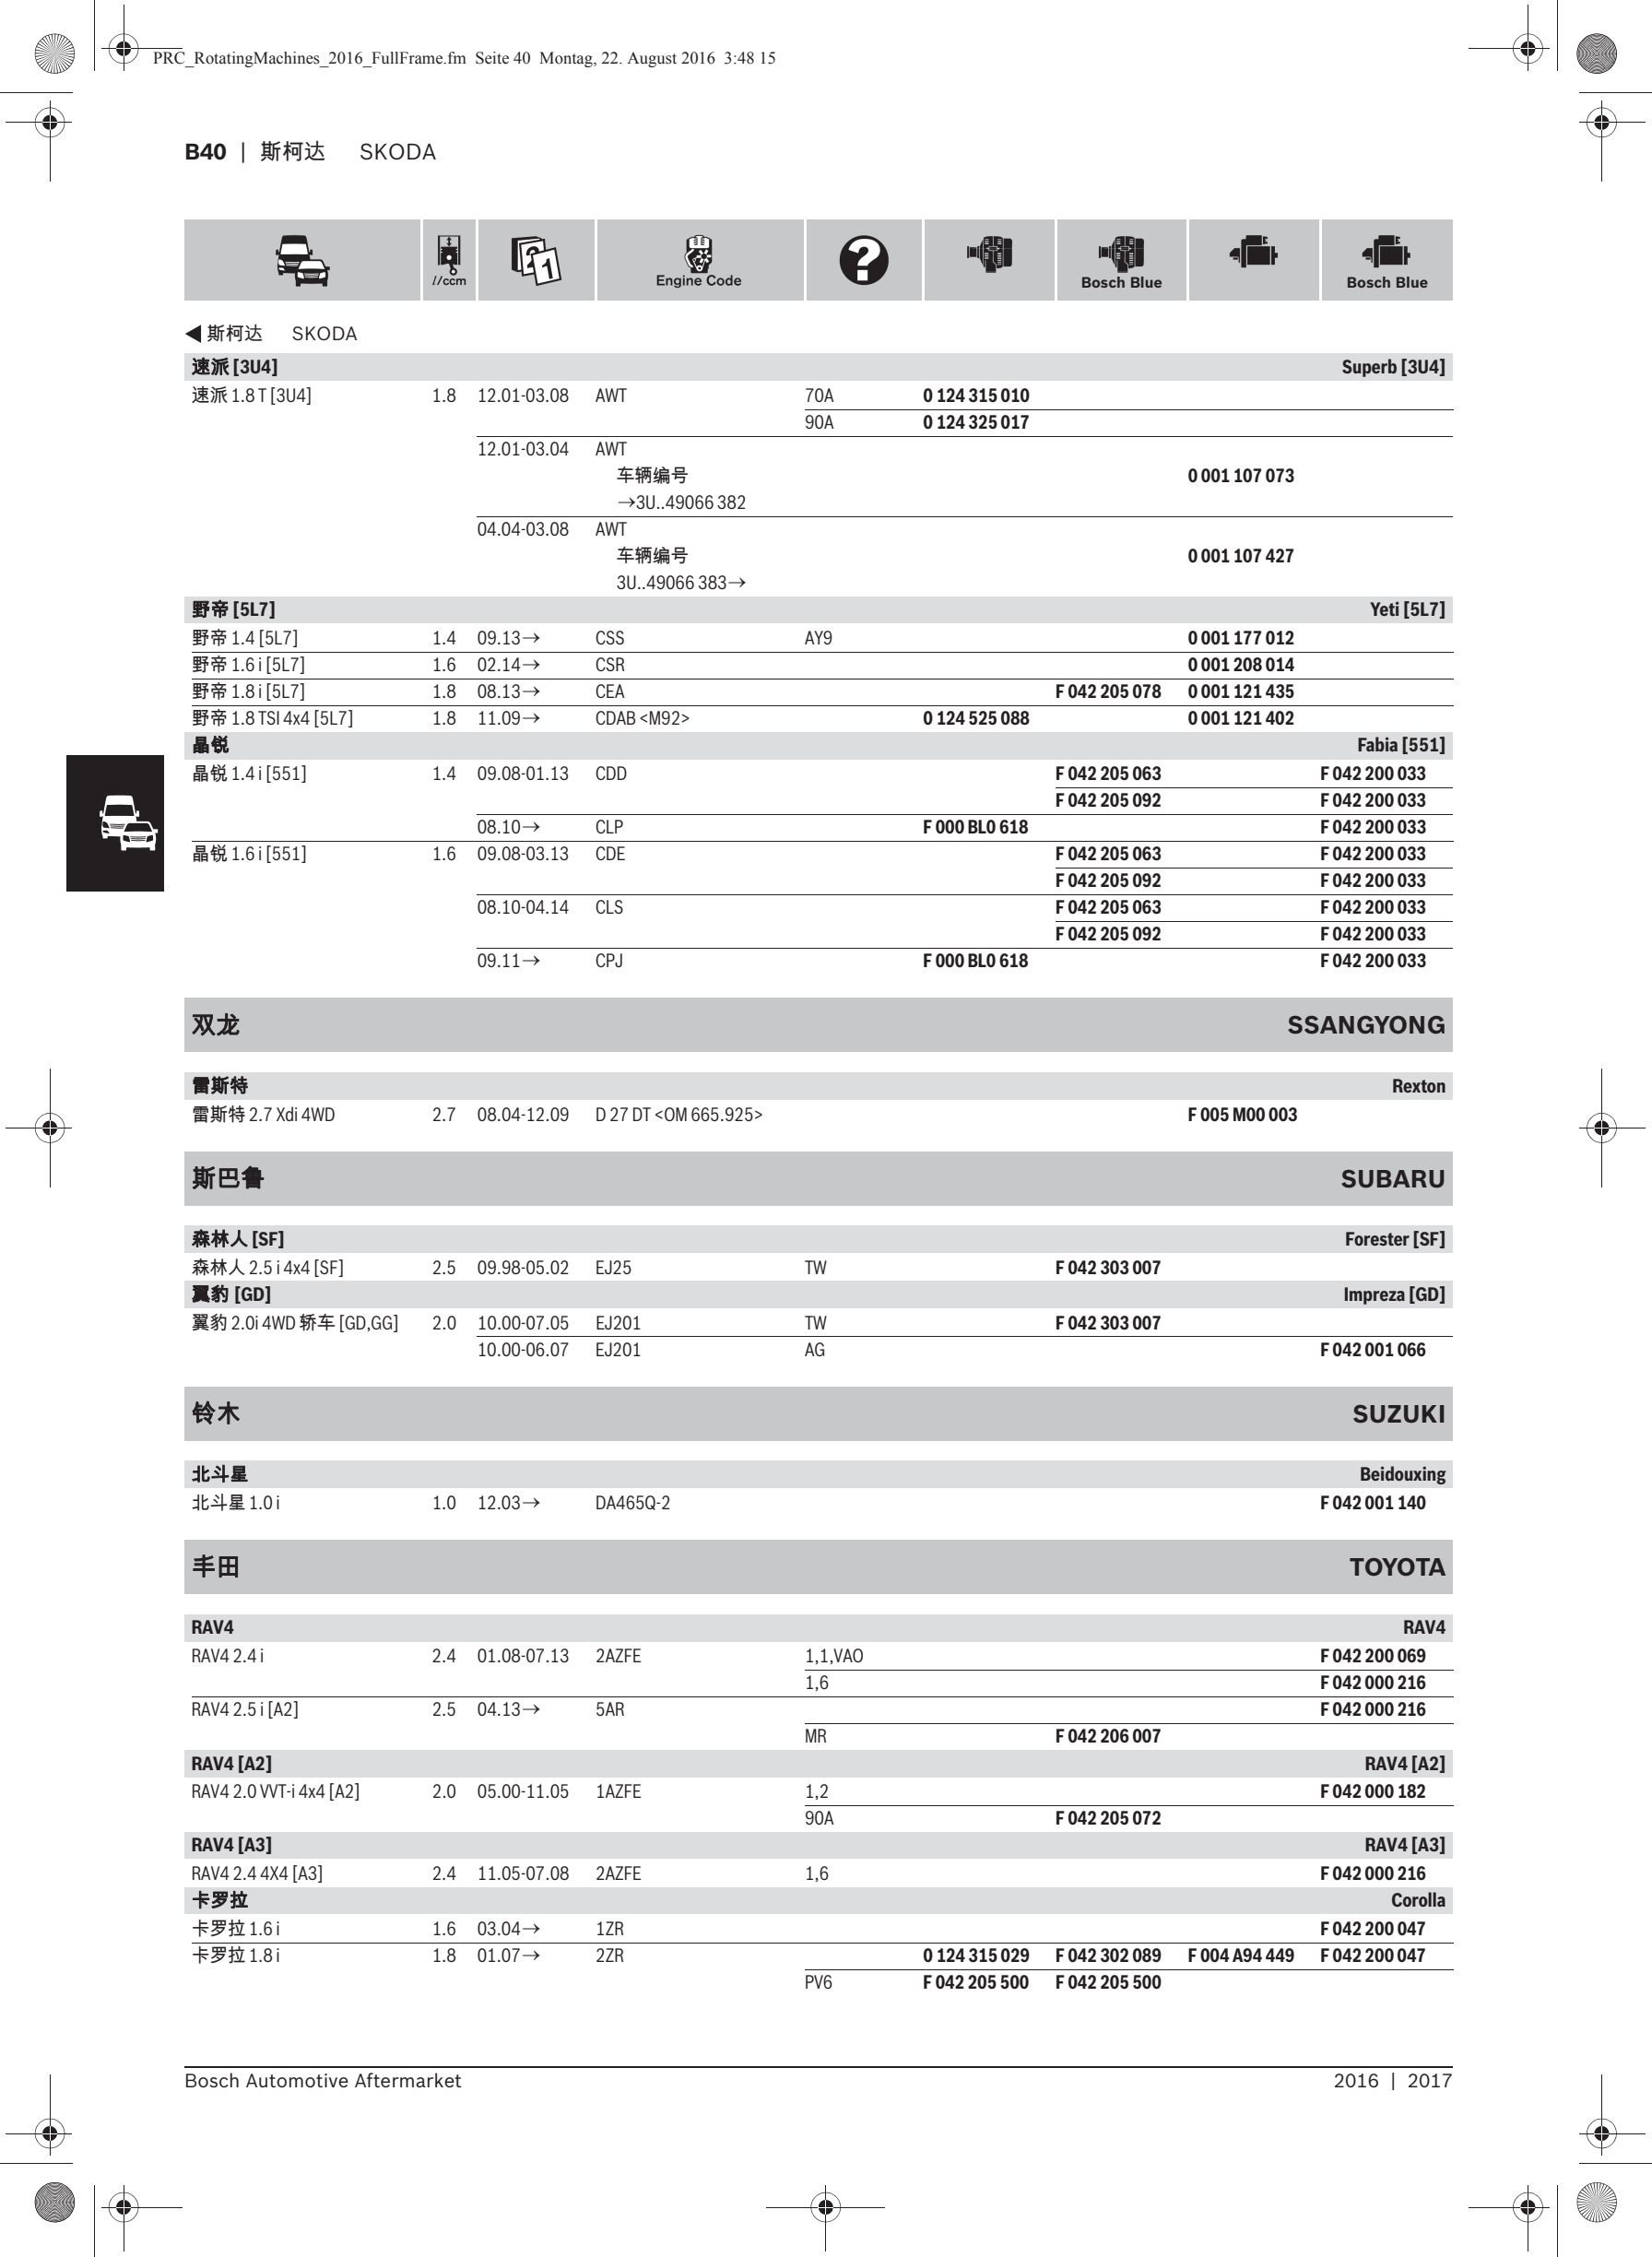 PRC_RotatingMachines_2016_FullFrame.fm Seite 40 Montag, 22. August 2016 3:48 15
B40 | 斯柯达 SKODA
l/ccm Engine Code Bosch Blue Bosch Blue
斯柯达 SKODA
速派 [3U4] Superb [3U4]
速派 1.8 T [3U4] 1.8 12.01-03.08 AWT 70A 0 124 315 010
90A 0 124 325 017
12.01-03.04 AWT
车辆编号 0 001 107 073
→3U..49066 382
04.04-03.08 AWT
车辆编号 0 001 107 427
3U..49066 383→
野帝 [5L7] Yeti [5L7]
野帝 1.4 [5L7] 1.4 09.13→ CSS AY9 0 001 177 012
野帝 1.6 i [5L7] 1.6 02.14→ CSR 0 001 208 014
野帝 1.8 i [5L7] 1.8 08.13→ CEA F 042 205 078 0 001 121 435
野帝 1.8 TSI 4x4 [5L7] 1.8 11.09→ CDAB <M92> 0 124 525 088 0 001 121 402
晶锐 Fabia [551]
晶锐 1.4 i [551] 1.4 09.08-01.13 CDD F 042 205 063 F 042 200 033
F 042 205 092 F 042 200 033
08.10→ CLP F 000 BL0 618 F 042 200 033
晶锐 1.6 i [551] 1.6 09.08-03.13 CDE F 042 205 063 F 042 200 033
F 042 205 092 F 042 200 033
08.10-04.14 CLS F 042 205 063 F 042 200 033
F 042 205 092 F 042 200 033
09.11→ CPJ F 000 BL0 618 F 042 200 033
双龙 SSANGYONG
雷斯特 Rexton
雷斯特 2.7 Xdi 4WD 2.7 08.04-12.09 D 27 DT <OM 665.925> F 005 M00 003
斯巴鲁 SUBARU
森林人 [SF] Forester [SF]
森林人 2.5 i 4x4 [SF] 2.5 09.98-05.02 EJ25 TW F 042 303 007
翼豹 [GD] Impreza [GD]
翼豹 2.0i 4WD 轿车 [GD,GG] 2.0 10.00-07.05 EJ201 TW F 042 303 007
10.00-06.07 EJ201 AG F 042 001 066
铃木 SUZUKI
北斗星 Beidouxing
北斗星 1.0 i 1.0 12.03→ DA465Q-2 F 042 001 140
丰田 TOYOTA
RAV4 RAV4
RAV4 2.4 i 2.4 01.08-07.13 2AZFE 1,1,VAO F 042 200 069
1,6 F 042 000 216
RAV4 2.5 i [A2] 2.5 04.13→ 5AR F 042 000 216
MR F 042 206 007
RAV4 [A2] RAV4 [A2]
RAV4 2.0 VVT-i 4x4 [A2] 2.0 05.00-11.05 1AZFE 1,2 F 042 000 182
90A F 042 205 072
RAV4 [A3] RAV4 [A3]
RAV4 2.4 4X4 [A3] 2.4 11.05-07.08 2AZFE 1,6 F 042 000 216
卡罗拉 Corolla
卡罗拉 1.6 i 1.6 03.04→ 1ZR F 042 200 047
卡罗拉 1.8 i 1.8 01.07→ 2ZR 0 124 315 029 F 042 302 089 F 004 A94 449 F 042 200 047
PV6 F 042 205 500 F 042 205 500
Bosch Automotive Aftermarket 2016 | 2017